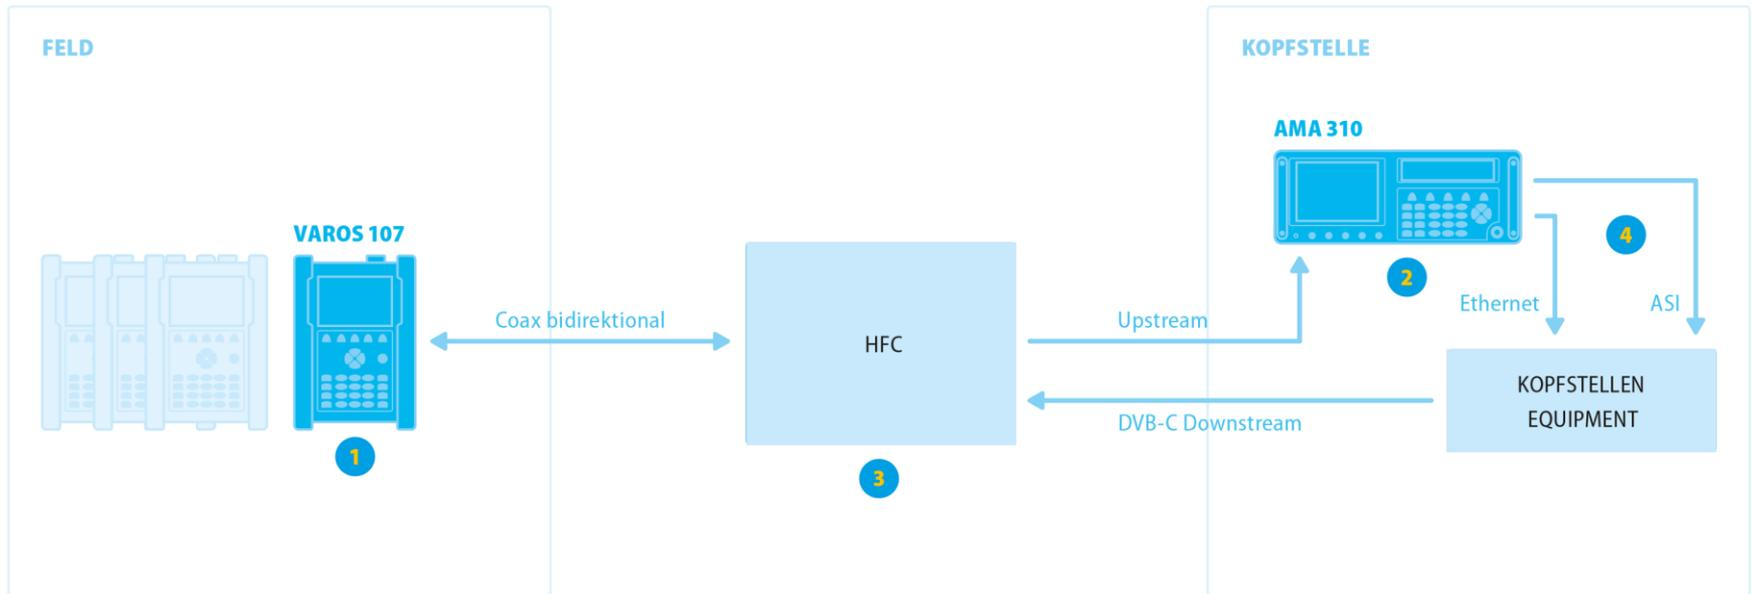 FELD
KOPFSTELLE
AMA 310
VAROS 107
4
2
Ethernet
ASI
Coax bidirektional
Upstream
HFC
KOPFSTELLEN
EQUIPMENT
DVB-C Downstream
1
3